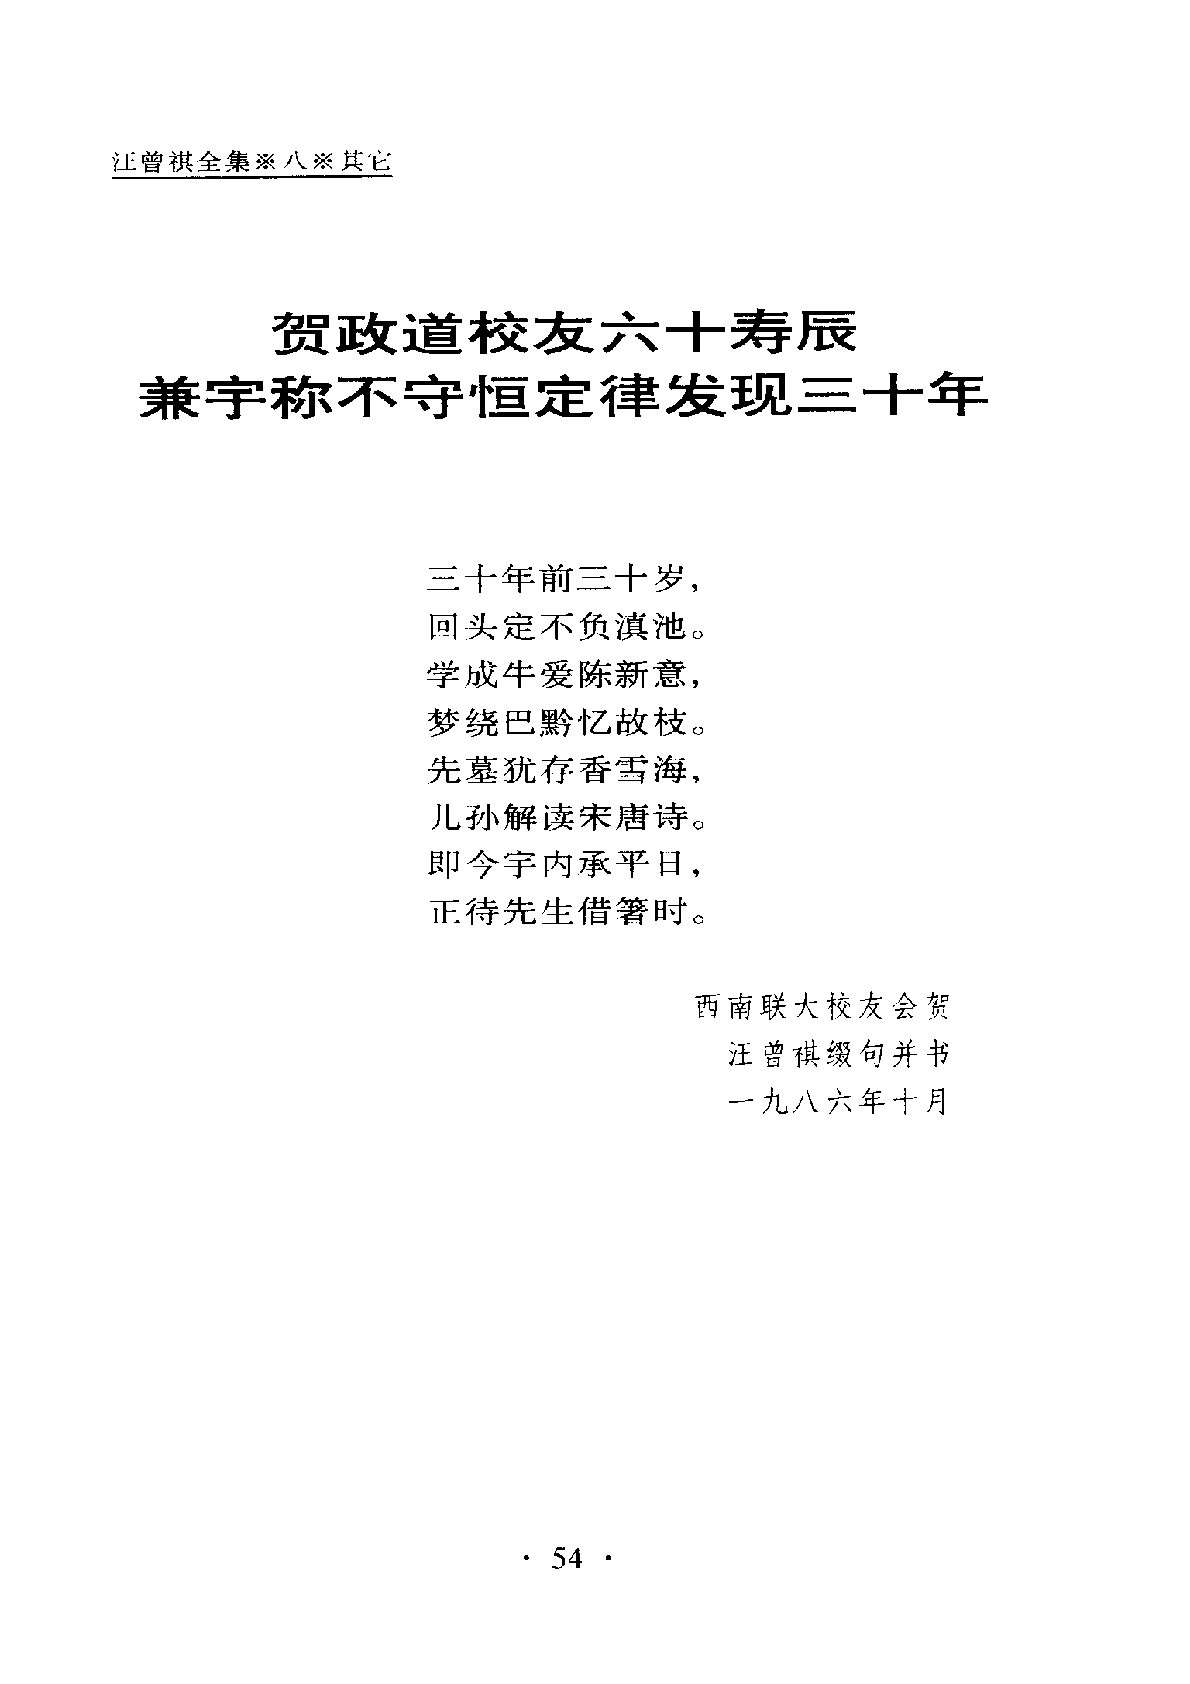 汪曾祺全集※八※其它
贺政道校友六十寿辰
兼宇称不守恒定律发现三十年
三十年前三十岁，
回头定不负滇池。
学成牛爱陈新意，
梦绕巴黔忆故枝。
先墓犹存香雪海，
儿孙解读宋唐诗。
即今宇内承平日，
正待先生借箸时。
西南联大校友会贺
汪曾祺缀句并书
一九八六年十月
· 54 ·